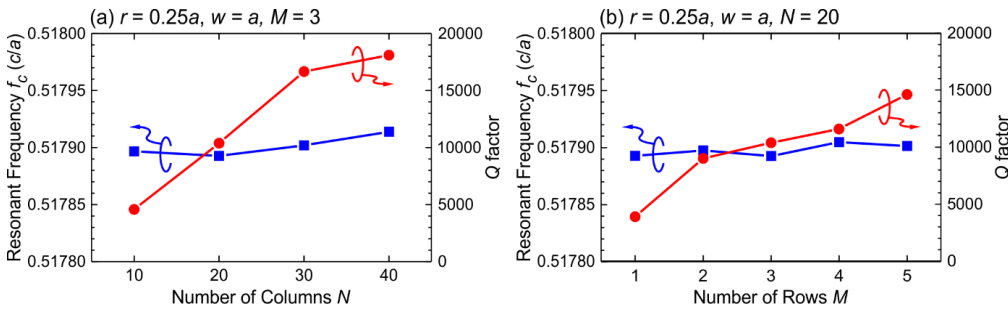 (a) r = 0.25a, w = a, M = 3
Resonant Frequency fc (c/a)
0.51800
0.51795
0.51790
0.51785
0.51780
20000
15000
10000
5000
0
Q factor
10 20 30 40
Number of Columns N
(b) r = 0.25a, w = a, N = 20
Resonant Frequency fc (c/a)
0.51800
0.51795
0.51790
0.51785
0.51780
20000
15000
10000
5000
0
Q factor
1 2 3 4 5
Number of Rows M